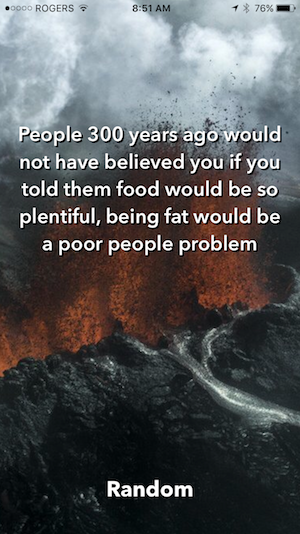 ROGERS 8:51 AM 76%
People 300 years ago would
not have believed you if you
told them food would be so
plentiful, being fat would be
a poor people problem
Random